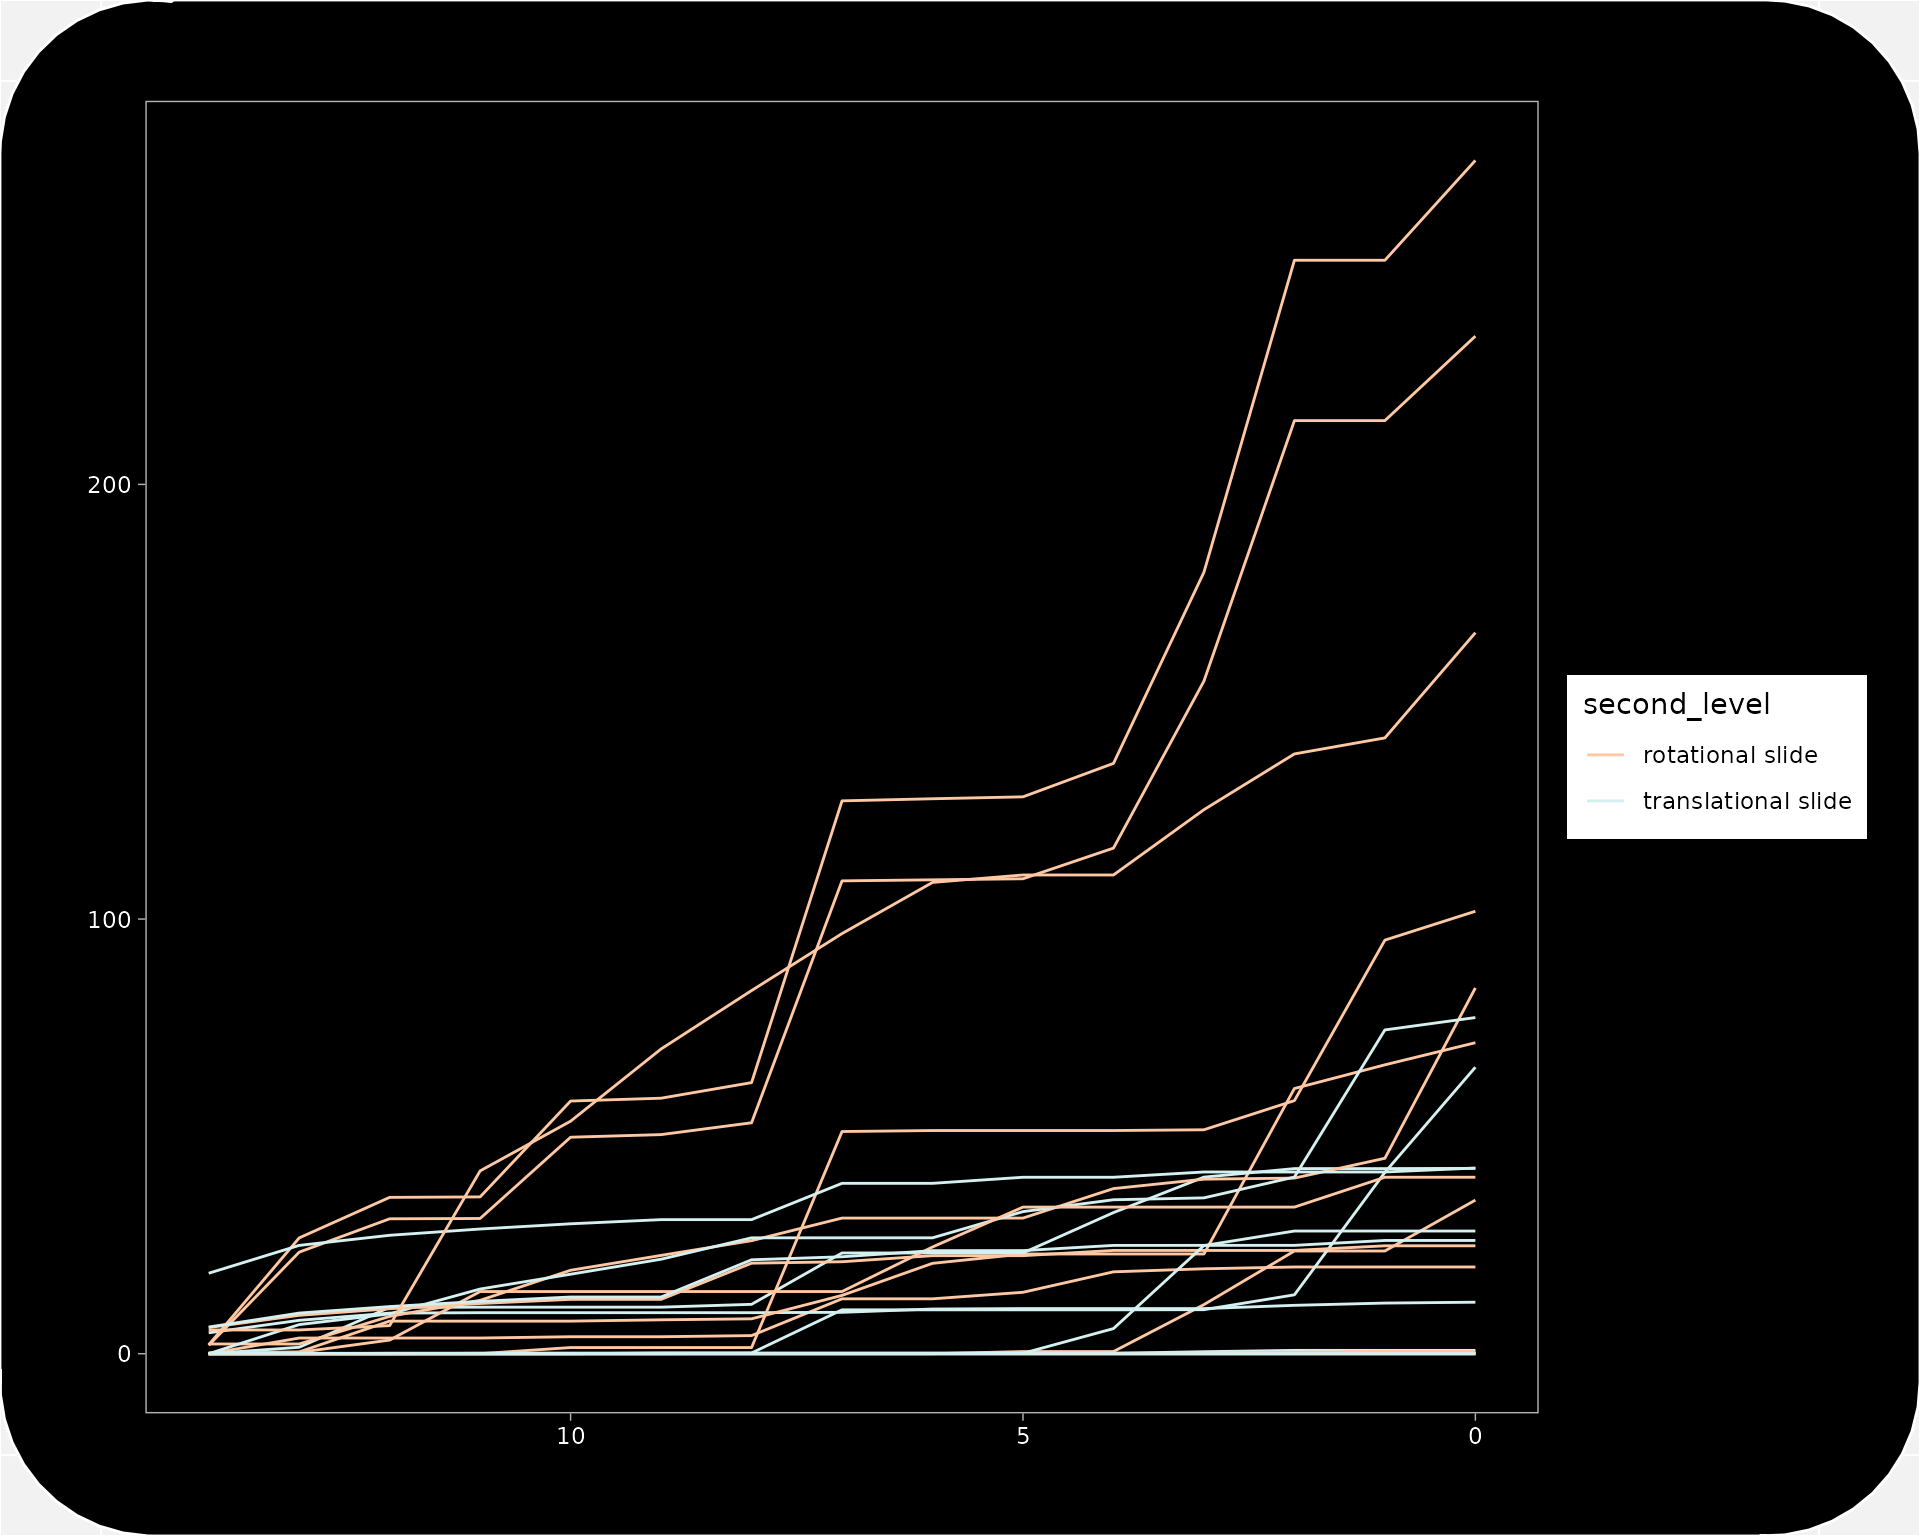 200
100
0
10 5 0
second_level
rotational slide
translational slide